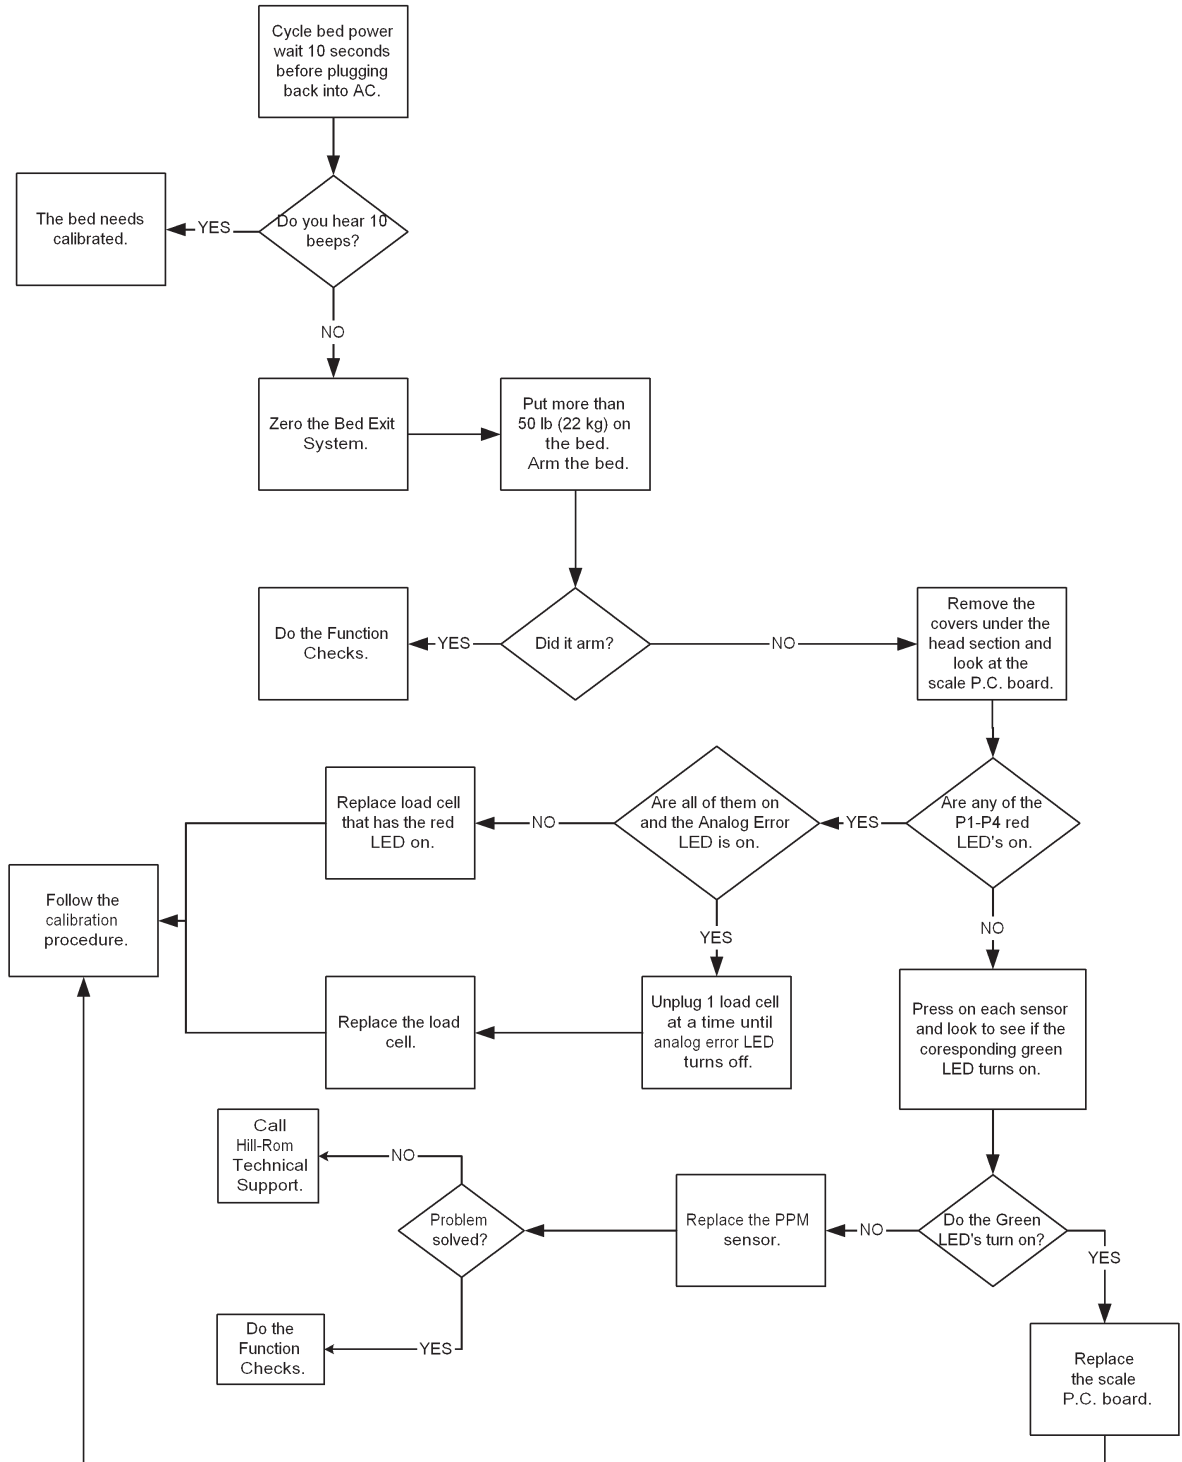 Cycle bed power
wait 10 seconds
before plugging
back into AC.
The bed needs
calibrated.
YES
Do you hear 10
beeps?
NO
Zero the Bed Exit
System.
Put more than
50 lb (22 kg) on
the bed.
Arm the bed.
Do the Function
Checks.
YES
Did it arm?
NO
Remove the
covers under the
head section and
look at the
scale P.C. board.
Replace load cell
that has the red
LED on.
NO
Are all of them on
and the Analog Error
LED is on.
YES
Are any of the
P1-P4 red
LED's on.
Follow the
calibration
procedure.
YES
NO
Replace the load
cell.
Unplug 1 load cell
at a time until
analog error LED
turns off.
Press on each sensor
and look to see if the
coresponding green
LED turns on.
Call
Hill-Rom
Technical
Support.
NO
Problem
solved?
Replace the PPM
sensor.
NO
Do the Green
LED's turn on?
YES
Do the
Function
Checks.
YES
Replace
the scale
P.C. board.